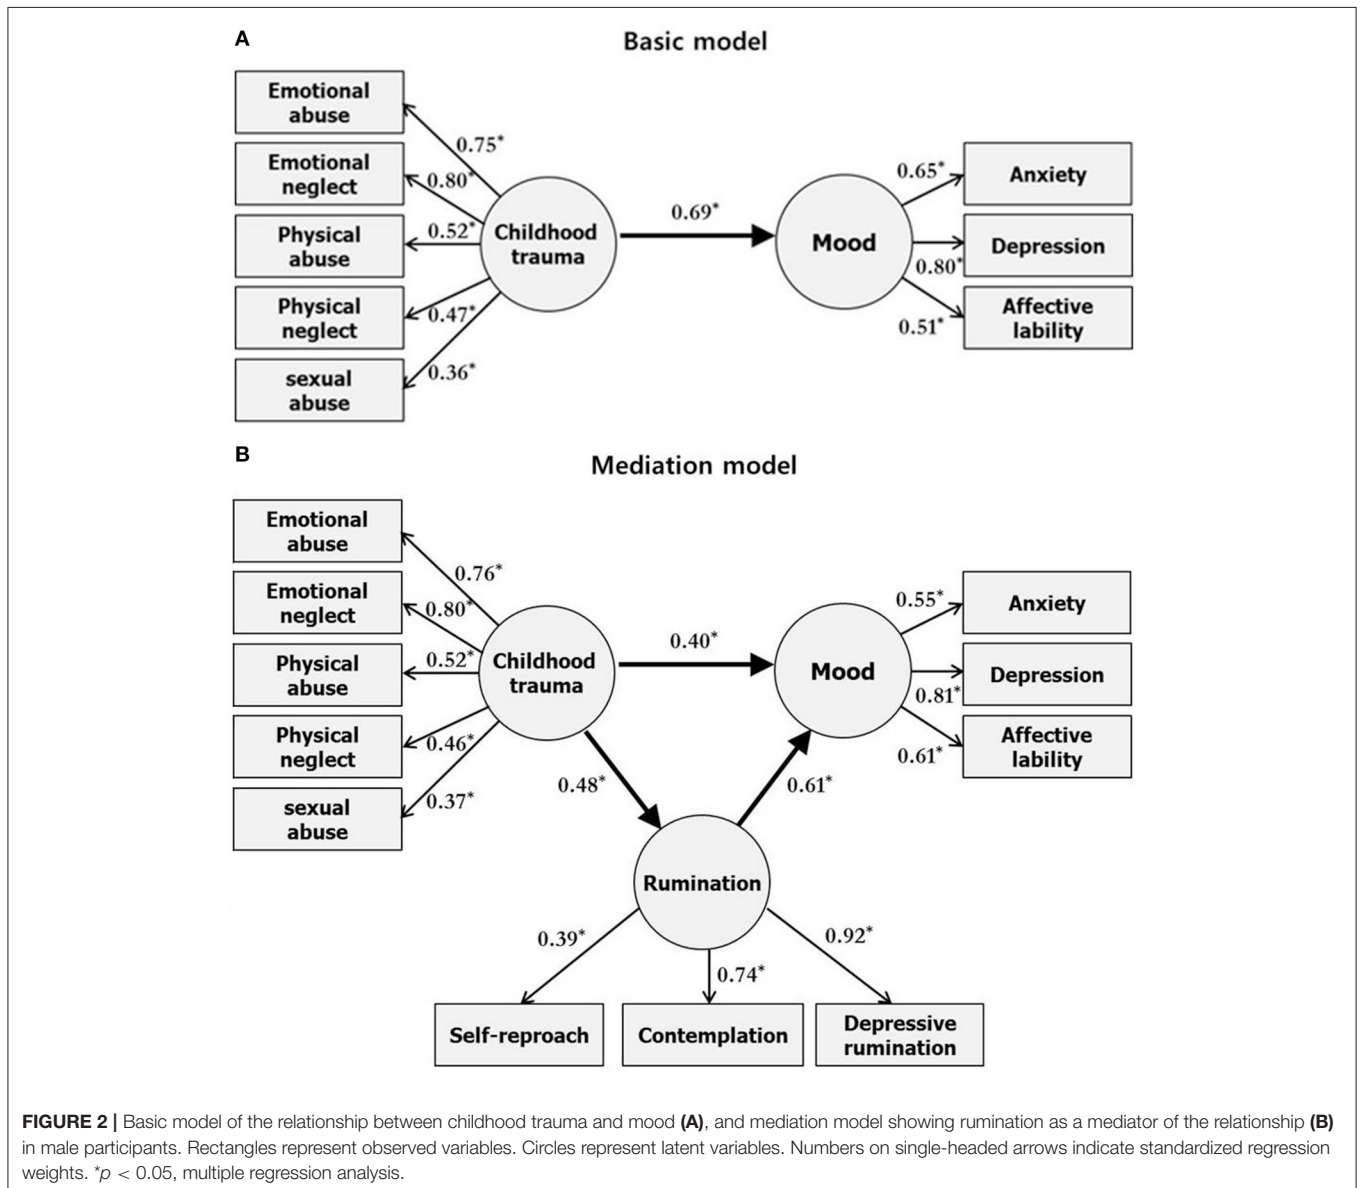 A
Basic model
Emotional
abuse
Emotional
neglect
Physical
abuse
Physical
neglect
sexual
abuse
0.75*
0.80*
0.52*
0.47*
0.36*
Childhood
trauma
0.69*
Mood
0.65*
0.80*
0.51*
Anxiety
Depression
Affective
lability
B
Mediation model
Emotional
abuse
Emotional
neglect
Physical
abuse
Physical
neglect
sexual
abuse
0.76*
0.80*
0.52*
0.46*
0.37*
Childhood
trauma
0.40*
Mood
0.55*
0.81*
0.61*
Anxiety
Depression
Affective
lability
0.48*
0.61*
Rumination
0.39*
0.74*
0.92*
Self-reproach
Contemplation
Depressive
rumination
FIGURE 2 | Basic model of the relationship between childhood trauma and mood (A), and mediation model showing rumination as a mediator of the relationship (B)
in male participants. Rectangles represent observed variables. Circles represent latent variables. Numbers on single-headed arrows indicate standardized regression
weights. *p < 0.05, multiple regression analysis.